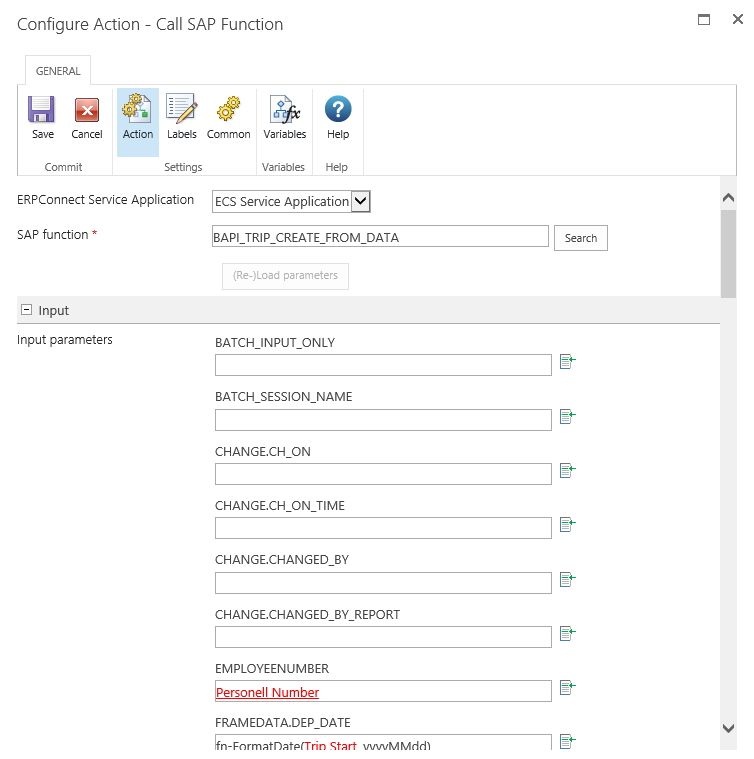 Configure Action - Call SAP Function
GENERAL
Save Cancel Action Labels Common Variables Help
Commit Settings Variables Help
ERPConnect Service Application ECS Service Application
SAP function * BAPI_TRIP_CREATE_FROM_DATA Search
(Re-)Load parameters
Input
Input parameters BATCH_INPUT_ONLY
BATCH_SESSION_NAME
CHANGE.CH_ON
CHANGE.CH_ON_TIME
CHANGE.CHANGED_BY
CHANGE.CHANGED_BY_REPORT
EMPLOYEENUMBER
Personell Number
FRAMEDATA.DEP_DATE
fn-FormatDate(Trip Start, yyyyMMdd)